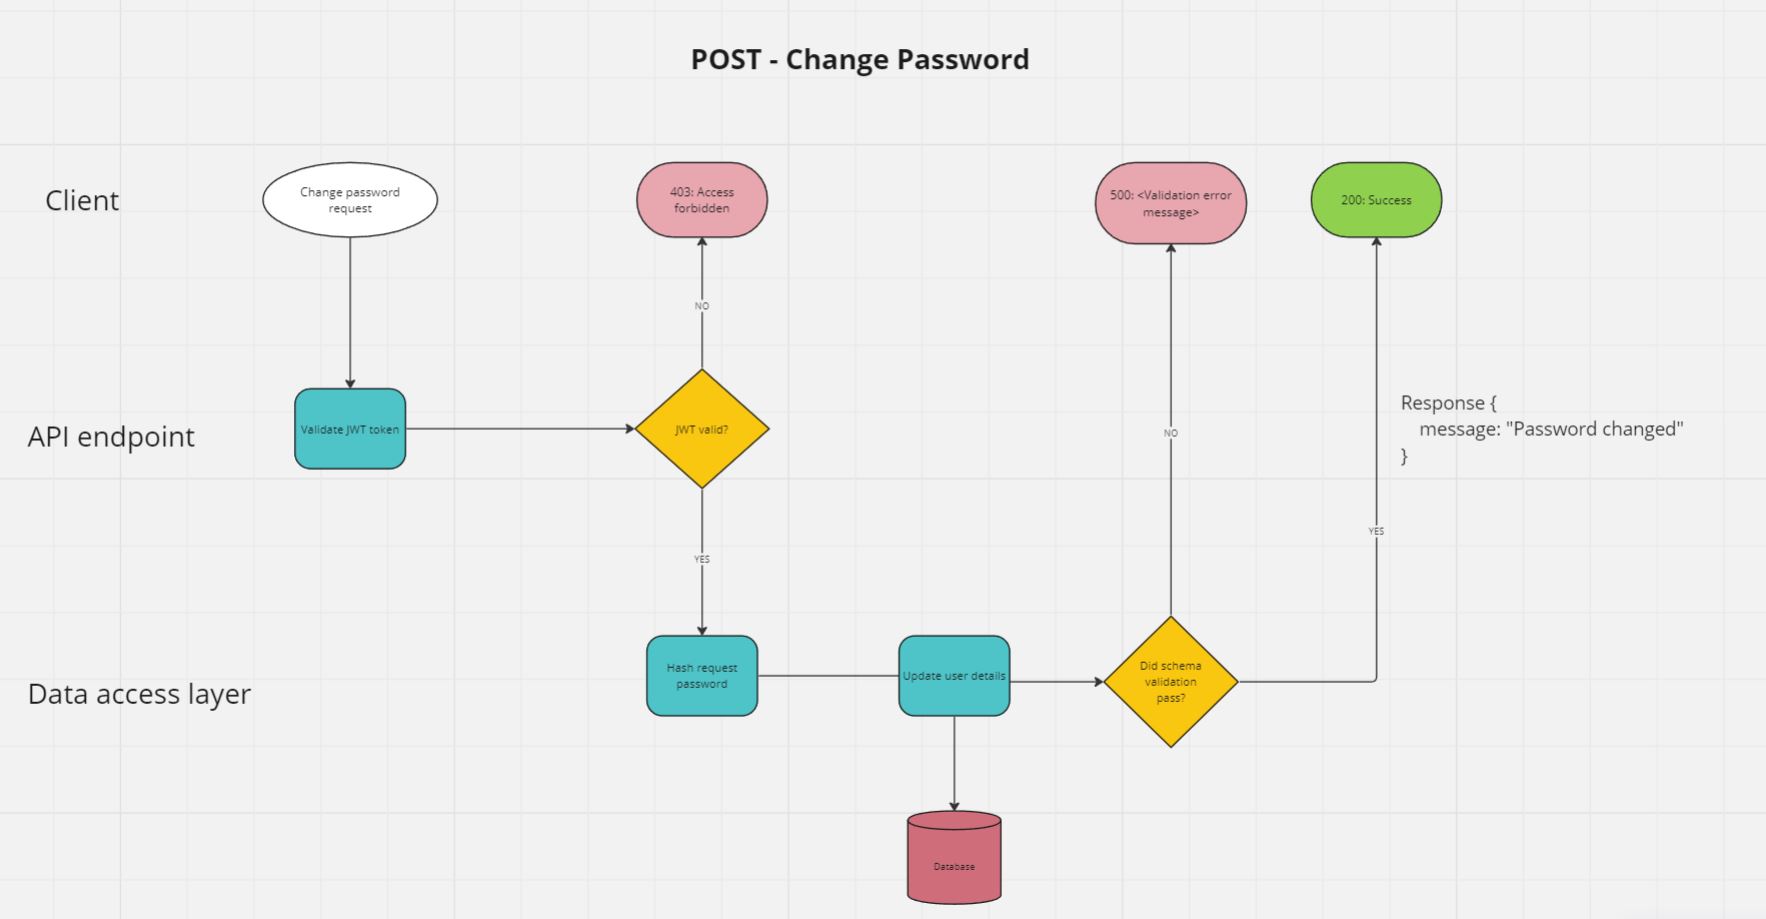 POST - Change Password
Client
Change password
request
403: Access
forbidden
500: <Validation error
message>
200: Success
NO
API endpoint
Validate JWT token
JWT valid?
NO
Response {
message: "Password changed"
}
YES
YES
Data access layer
Hash request
password
Update user details
Did schema
validation
pass?
Database